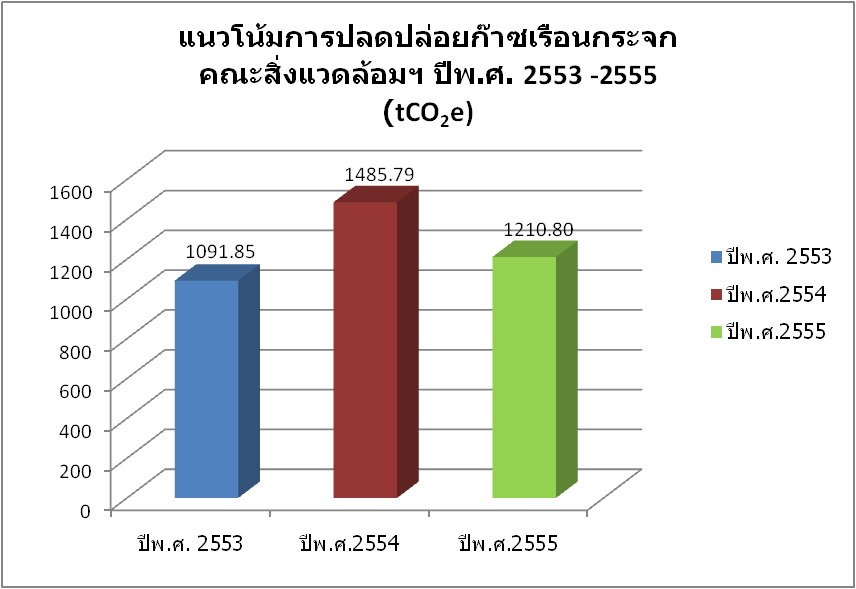 แนวโน้มการปลดปล่อยก๊าซเรือนกระจก
คณะสิ่งแวดล้อมฯ ปีพ.ศ. 2553 -2555
(tCO₂e)
1600
1400
1200
1000
800
600
400
200
0
1091.85
1485.79
1210.80
ปีพ.ศ. 2553
ปีพ.ศ.2554
ปีพ.ศ.2555
ปีพ.ศ. 2553
ปีพ.ศ.2554
ปีพ.ศ.2555